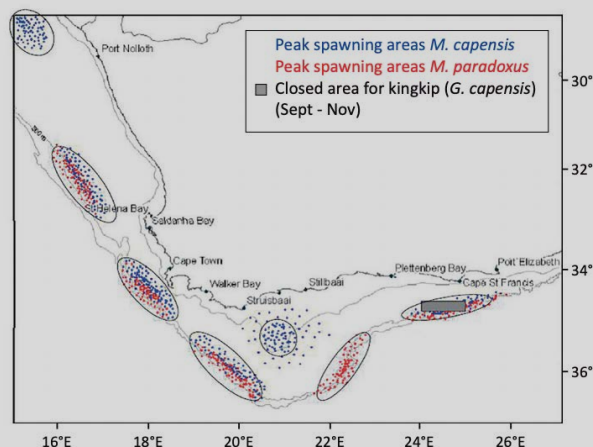 Peak spawning areas M. capensis
Peak spawning areas M. paradoxus
Closed area for kingkip (G. capensis)
(Sept - Nov)
Port Nolloth
30°
32°
St Helena Bay
Saldanha Bay
Cape Town
34°
Walker Bay
Struisbaai
Stillbaai
Plettenberg Bay
Port Elizabeth
Cape St Francis
36°
16°E
18°E
20°E
22°E
24°E
26°E